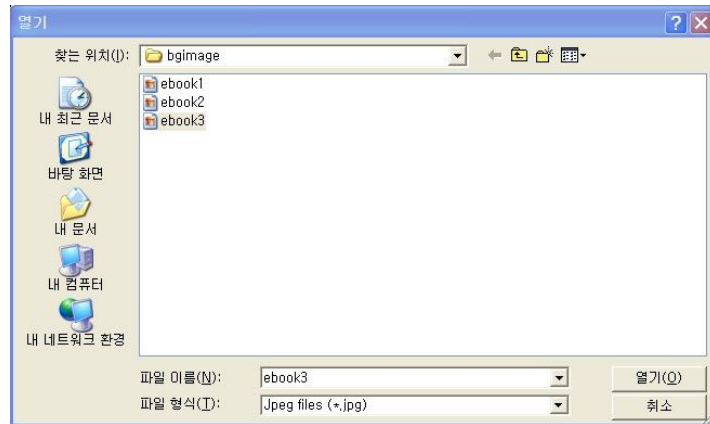 열기
찾는 위치(I): bgimage
내 최근 문서
바탕 화면
내 문서
내 컴퓨터
내 네트워크 환경
ebook1
ebook2
ebook3
파일 이름(N): ebook3 열기(O)
파일 형식(T): Jpeg files (*.jpg) 취소